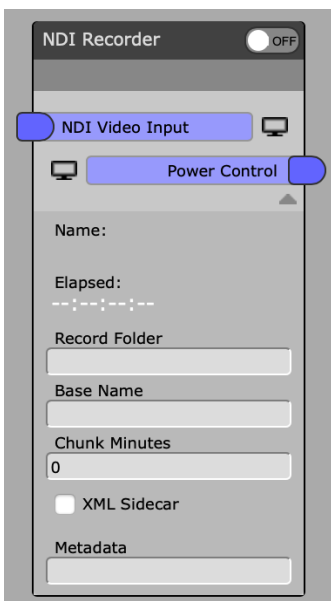 NDI Recorder
OFF
NDI Video Input
Power Control
Name:
Elapsed:
--:--:--:--
Record Folder
Base Name
Chunk Minutes
0
XML Sidecar
Metadata